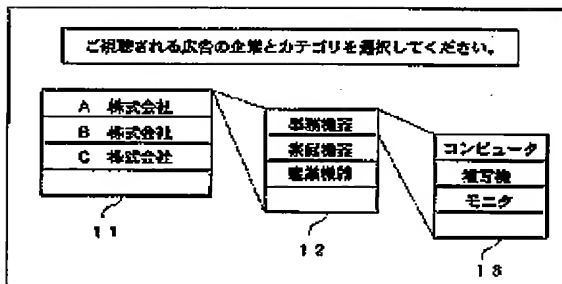 ご視聴される広告の企業とカテゴリを選択してください。
A 株式会社
B 株式会社
C 株式会社
事務機器
家庭機器
産業機器
コンピュータ
複写機
モニタ
11
12
13